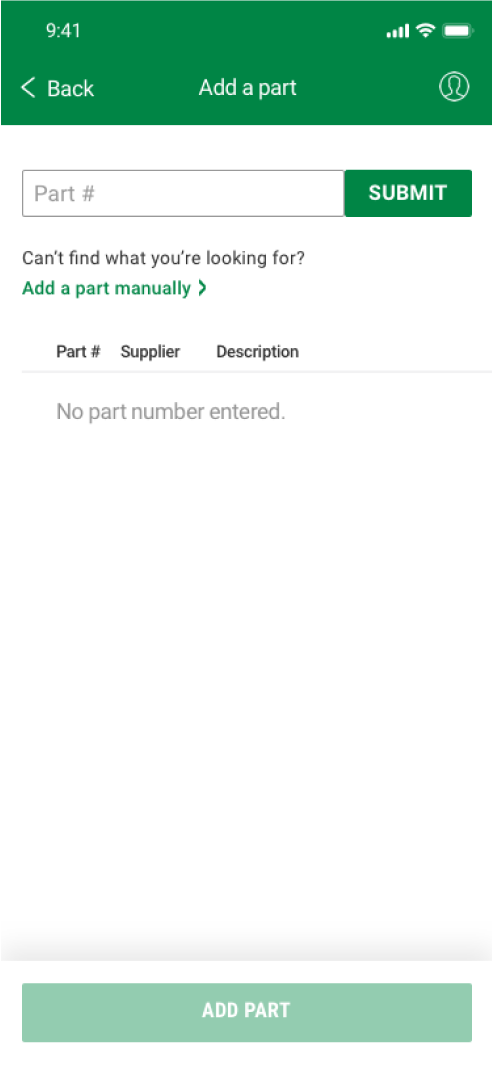 9:41
Back Add a part
Part # SUBMIT
Can't find what you're looking for?
Add a part manually
Part # Supplier Description
No part number entered.
ADD PART